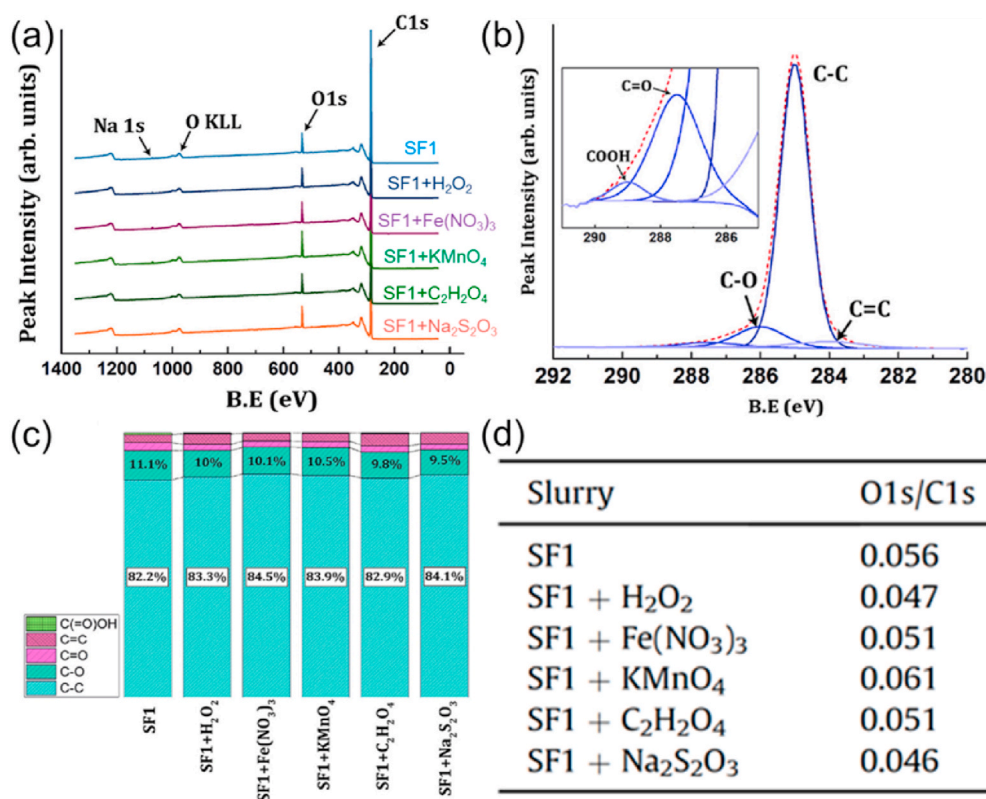 (a)
Peak Intensity (arb. units)
C1s
O1s
O KLL
Na 1s
SF1
SF1+H₂O₂
SF1+Fe(NO₃)₃
SF1+KMnO₄
SF1+C₂H₂O₄
SF1+Na₂S₂O₃
1400 1200 1000 800 600 400 200 0
B.E (eV)
(b)
Peak Intensity (arb. units)
C-C
C=O
COOH
290 288 286
C-O
C=C
292 290 288 286 284 282 280
B.E (eV)
(c)
11.1% 10% 10.1% 10.5% 9.8% 9.5%
82.2% 83.3% 84.5% 83.9% 82.9% 84.1%
C(=O)OH
C=C
C=O
C-O
C-C
SF1
SF1+H₂O₂
SF1+Fe(NO₃)₃
SF1+KMnO₄
SF1+C₂H₂O₄
SF1+Na₂S₂O₃
(d)
Slurry O1s/C1s
SF1 0.056
SF1 + H₂O₂ 0.047
SF1 + Fe(NO₃)₃ 0.051
SF1 + KMnO₄ 0.061
SF1 + C₂H₂O₄ 0.051
SF1 + Na₂S₂O₃ 0.046